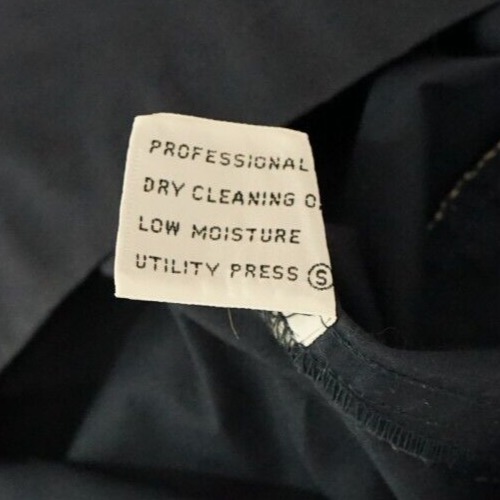 PROFESSIONAL
DRY CLEANING
LOW MOISTURE
UTILITY PRESS Ⓢ